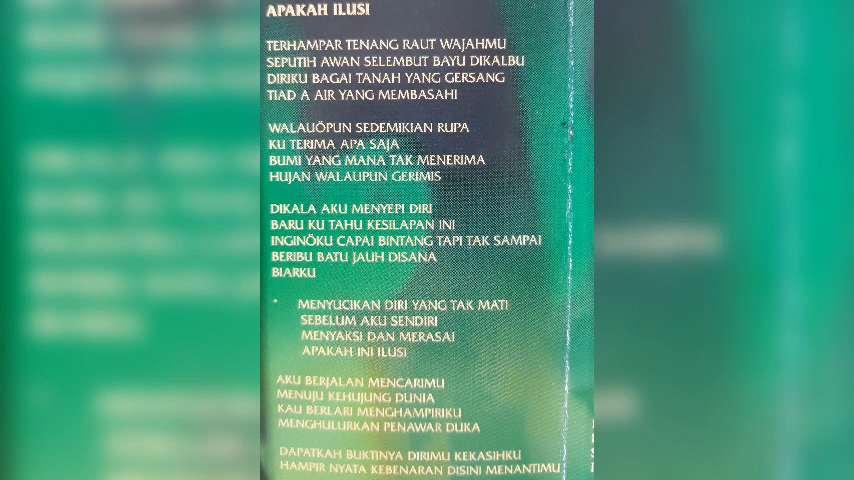 APAKAH ILUSI
TERHAMPAR TENANG RAUT WAJAHMU
SEPUTIH AWAN SELEMBUT BAYU DIKALBU
DIRIKU BAGAI TANAH YANG GERSANG
TIAD A AIR YANG MEMBASAHI
WALAUÖPUN SEDEMIKIAN RUPA
KU TERIMA APA SAJA
BUMI YANG MANA TAK MENERIMA
HUJAN WALAUPUN GERIMIS
DIKALA AKU MENYEPI DIRI
BARU KU TAHU KESILAPAN INI
INGINÖKU CAPAI BINTANG TAPI TAK SAMPAI
BERIBU BATU JAUH DISANA
BIARKU
* MENYUCIKAN DIRI YANG TAK MATI
SEBELUM AKU SENDIRI
MENYAKSI DAN MERASAI
APAKAH INI ILUSI
AKU BERJALAN MENCARIMU
MENUJU KEHUJUNG DUNIA
KAU BERLARI MENGHAMPIRIKU
MENGHULURKAN PENAWAR DUKA
DAPATKAH BUKTINYA DIRIMU KEKASIHKU
HAMPIR NYATA KEBENARAN DISINI MENANTIMU